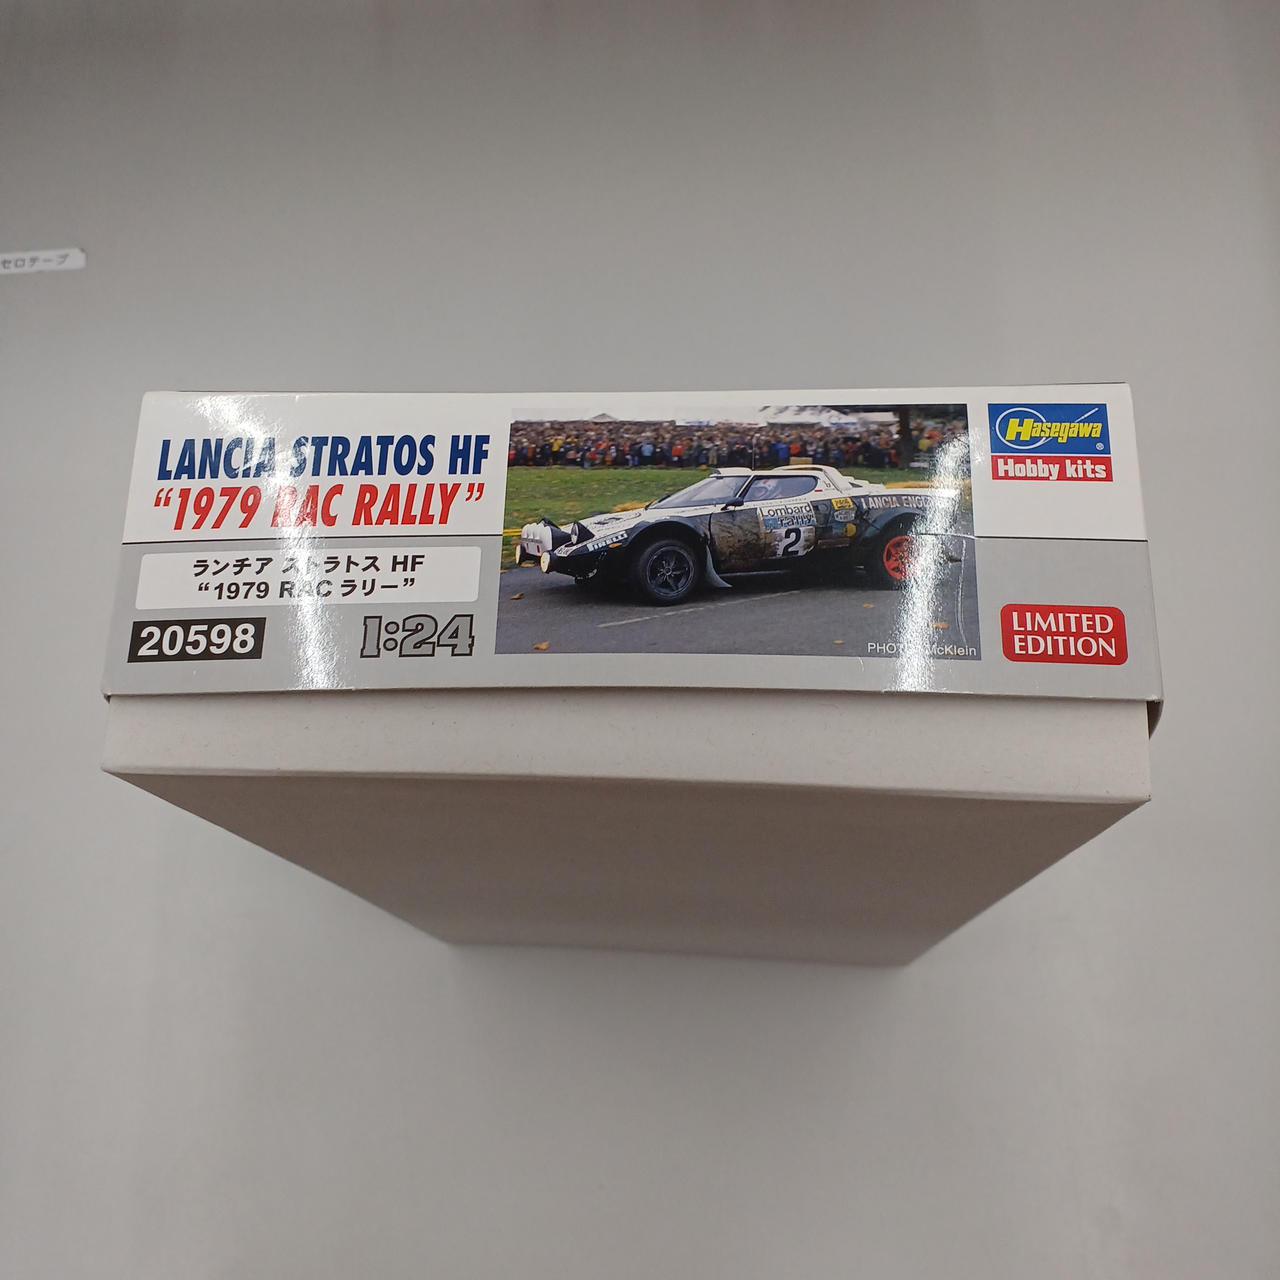 セロテープ
LANCIA STRATOS HF
“1979 RAC RALLY”
ランチア ストラトス HF
“1979 RAC ラリー”
20598
1:24
Lombard
2
PIRELLI
LANCIA
McKlein
Hasegawa®
Hobby kits
LIMITED
EDITION